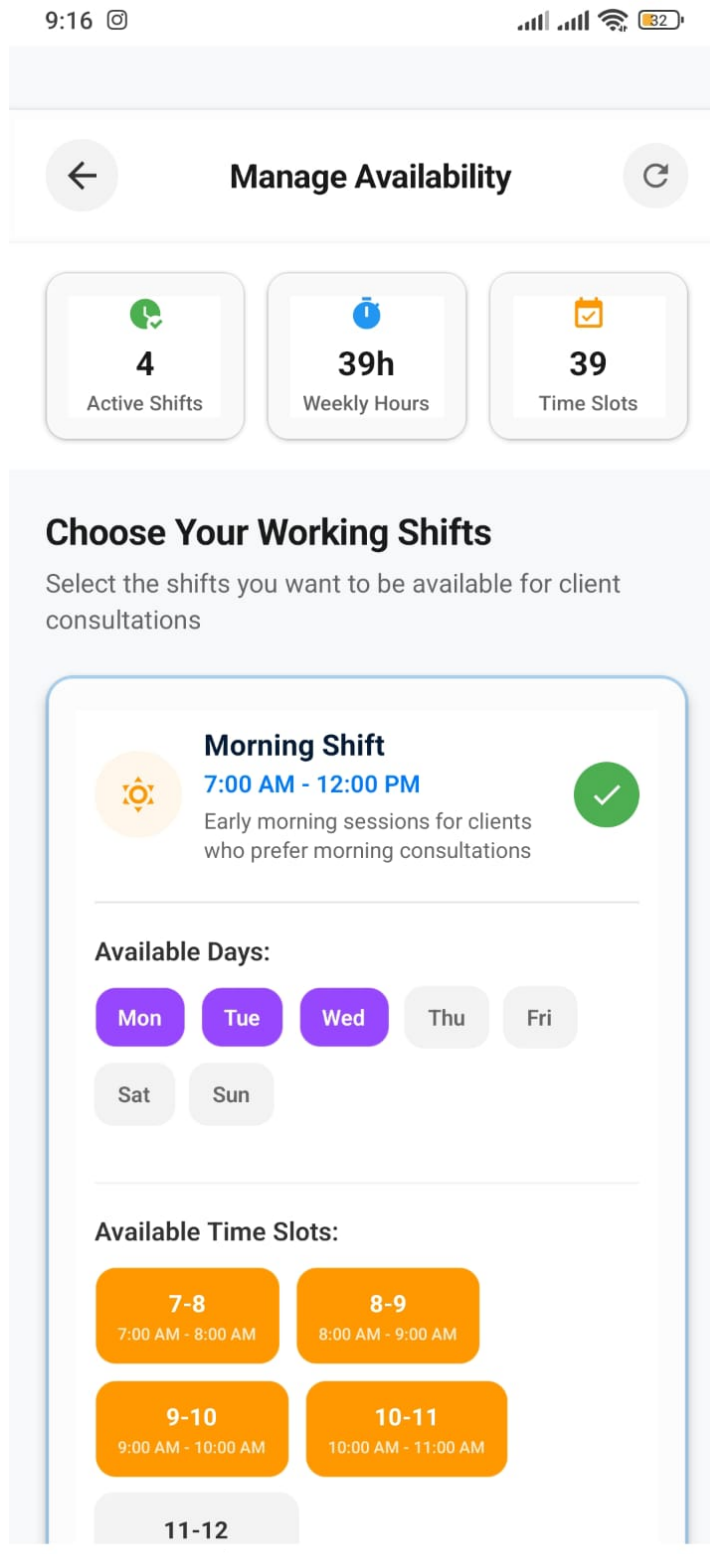 9:16
32
Manage Availability
4
Active Shifts
39h
Weekly Hours
39
Time Slots
Choose Your Working Shifts
Select the shifts you want to be available for client
consultations
Morning Shift
7:00 AM - 12:00 PM
Early morning sessions for clients
who prefer morning consultations
Available Days:
Mon Tue Wed Thu Fri
Sat Sun
Available Time Slots:
7-8
7:00 AM - 8:00 AM
8-9
8:00 AM - 9:00 AM
9-10
9:00 AM - 10:00 AM
10-11
10:00 AM - 11:00 AM
11-12